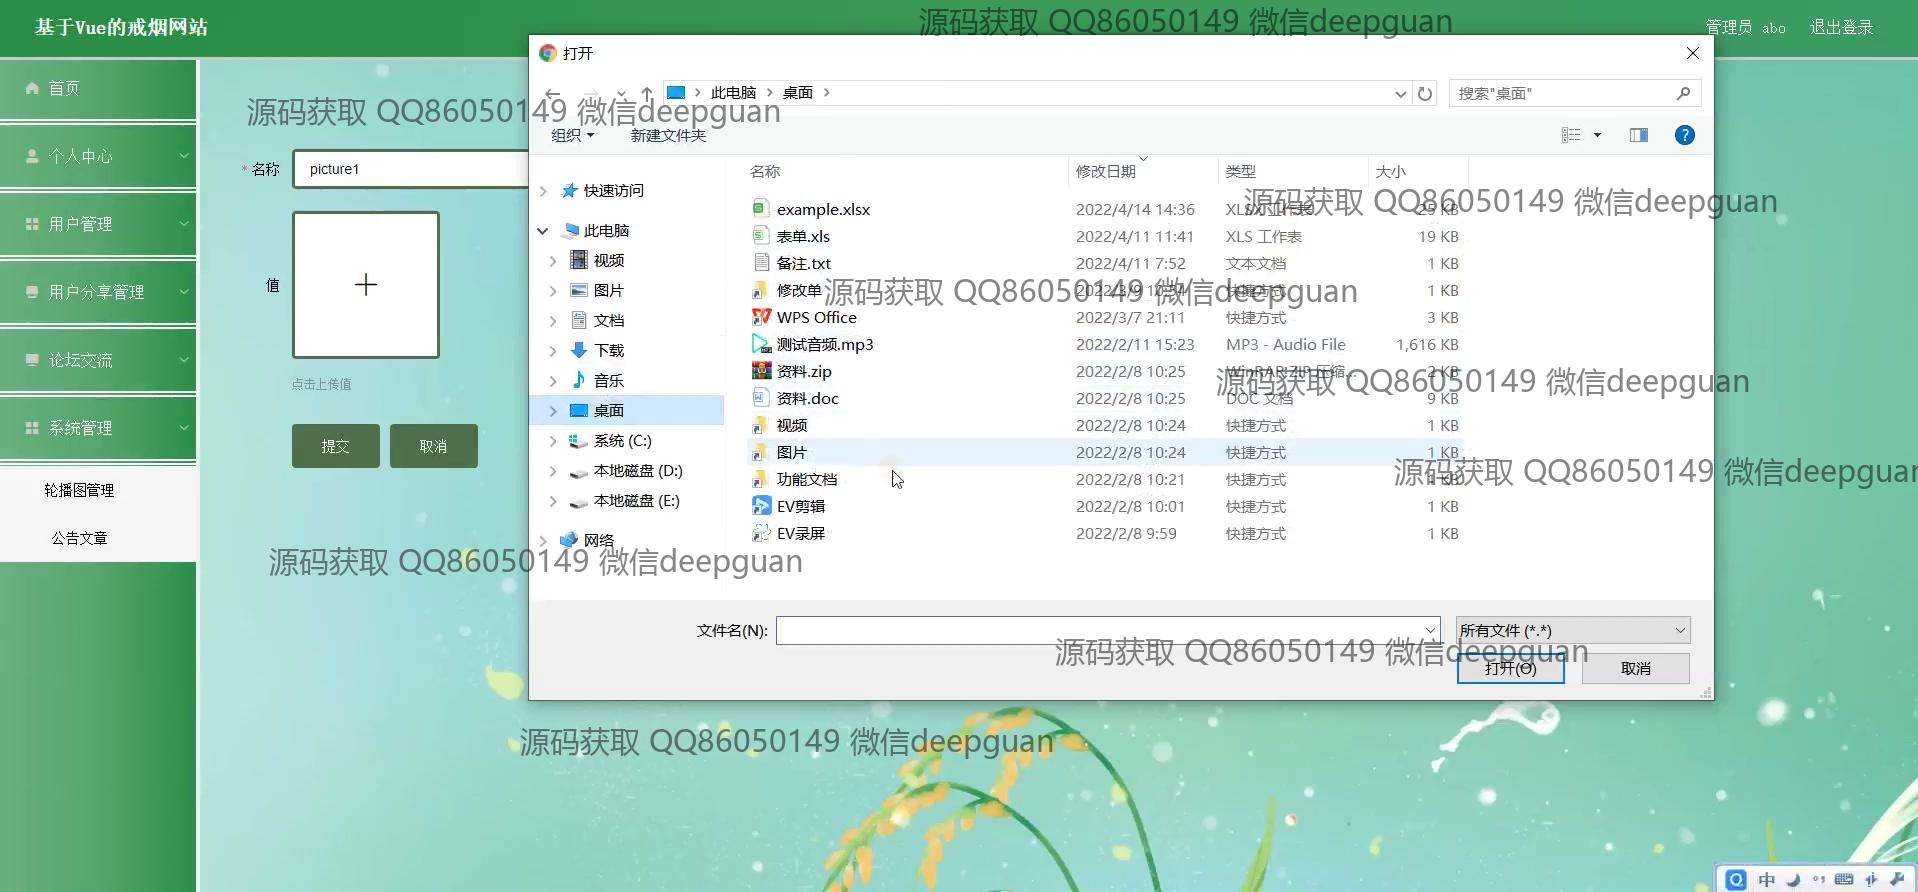 基于Vue的戒烟网站
源码获取 QQ86050149 微信deepguan
管理员 abo
退出登录
打开
首页
个人中心
用户管理
用户分享管理
论坛交流
系统管理
轮播图管理
公告文章
源码获取 QQ86050149 微信deepguan
* 名称
picture1
值
点击上传值
提交
取消
此电脑
桌面
搜索"桌面"
组织
新建文件夹
快速访问
此电脑
视频
图片
文档
下载
音乐
桌面
系统 (C:)
本地磁盘 (D:)
本地磁盘 (E:)
网络
名称 修改日期 类型 大小
源码获取 QQ86050149 微信deepguan
example.xlsx 2022/4/14 14:36 XLSX 工作表 25 KB
表单.xls 2022/4/11 11:41 XLS 工作表 19 KB
备注.txt 2022/4/11 7:52 文本文档 1 KB
源码获取 QQ86050149 微信deepguan
修改单 快捷方式 1 KB
WPS Office 2022/3/7 21:11 快捷方式 3 KB
测试音频.mp3 2022/2/11 15:23 MP3 - Audio File 1,616 KB
资料.zip 2022/2/8 10:25 WinRAR ZIP 压缩... 2 KB
源码获取 QQ86050149 微信deepguan
资料.doc 2022/2/8 10:25 DOC 文档 9 KB
视频 2022/2/8 10:24 快捷方式 1 KB
图片 2022/2/8 10:24 快捷方式 1 KB
源码获取 QQ86050149 微信deepguan
功能文档 2022/2/8 10:21 快捷方式 1 KB
EV剪辑 2022/2/8 10:01 快捷方式 1 KB
EV录屏 2022/2/8 9:59 快捷方式 1 KB
源码获取 QQ86050149 微信deepguan
文件名(N):
所有文件 (*.*)
源码获取 QQ86050149 微信deepguan
打开(O)
取消
源码获取 QQ86050149 微信deepguan
中